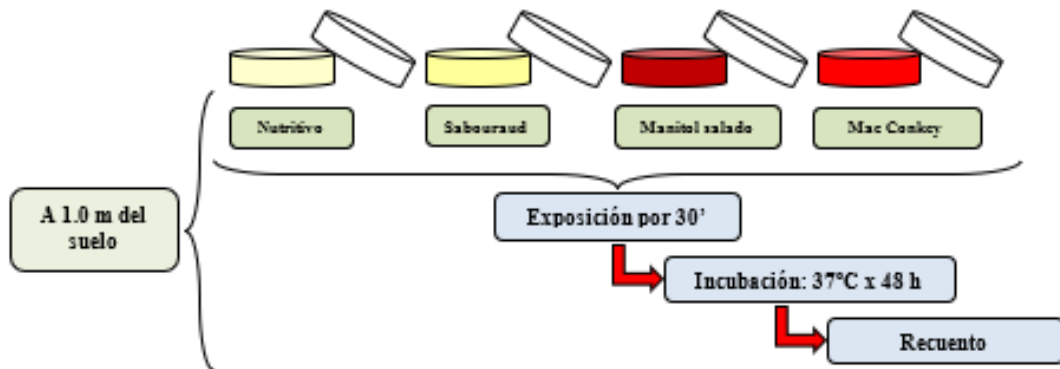 Nutritivo
Sabouraud
Manitol salado
Mac Conkey
A 1.0 m del
suelo
Exposición por 30’
Incubación: 37°C x 48 h
Recuento